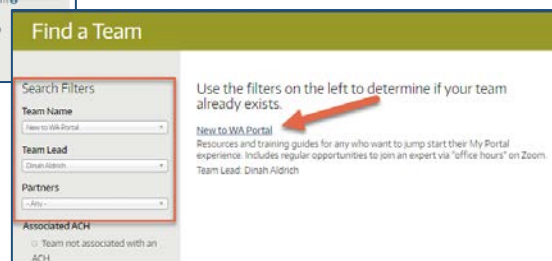 Find a Team
Search Filters
Team Name
New to WA Portal
Team Lead
Dinah Aldrich
Partners
- Any -
Associated ACH
Team not associated with an
ACH
Use the filters on the left to determine if your team
already exists.
New to WA Portal
Resources and training guides for any who want to jump start their My Portal
experience. Includes regular opportunities to join an expert via "office hours" on Zoom.
Team Lead: Dinah Aldrich